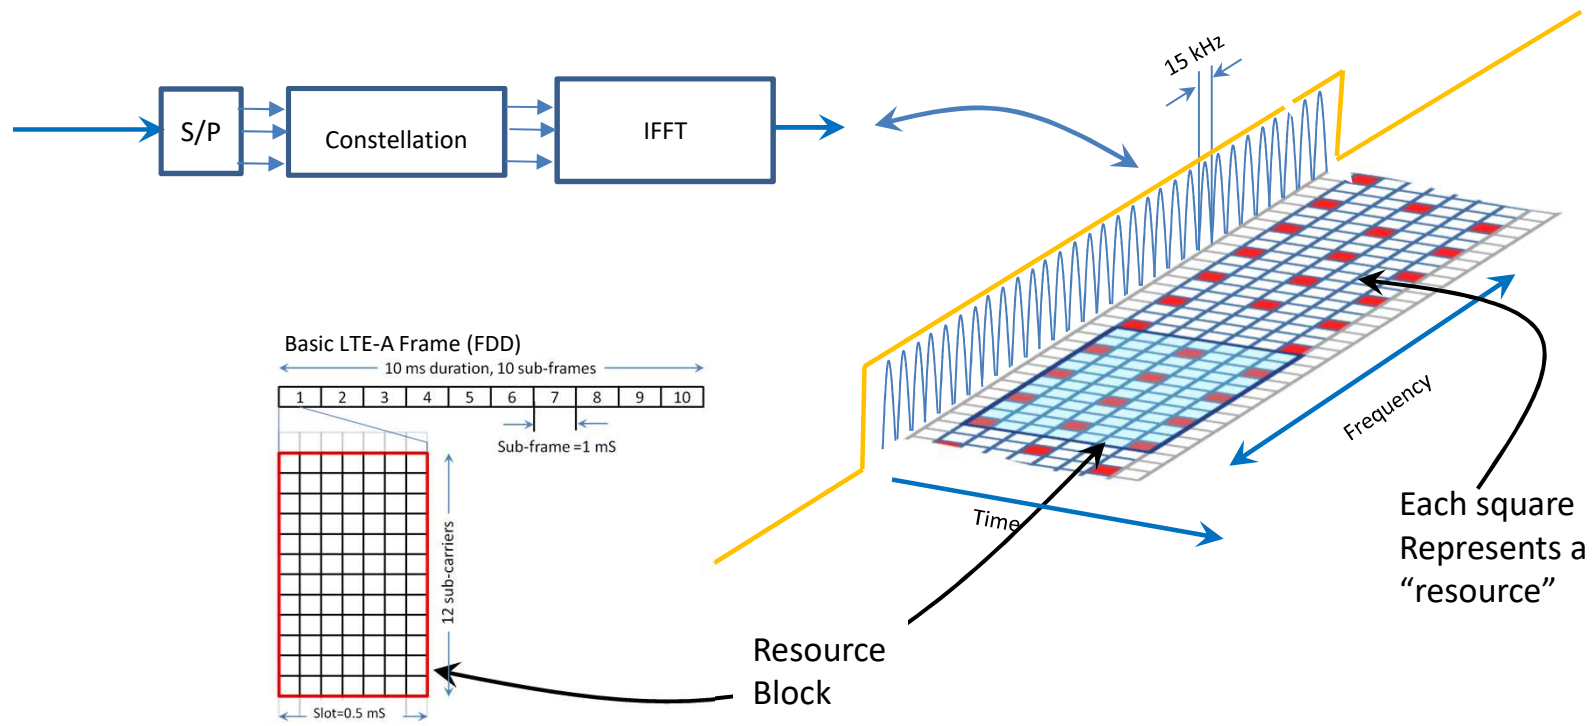 15 kHz
S/P
Constellation
IFFT
Basic LTE-A Frame (FDD)
10 ms duration, 10 sub-frames
1 2 3 4 5 6 7 8 9 10
Sub-frame =1 mS
12 sub-carriers
Slot=0.5 mS
Frequency
Time
Each square
Represents a
“resource”
Resource
Block